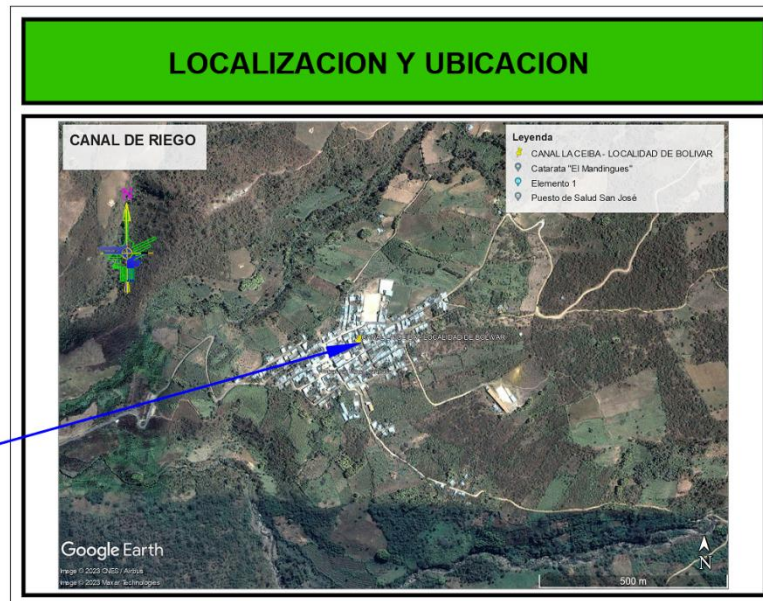 LOCALIZACION Y UBICACION
CANAL DE RIEGO
Leyenda
CANAL LA CEIBA - LOCALIDAD DE BOLIVAR
Catarata "El Mandingues"
Elemento 1
Puesto de Salud San José
LOCALIDAD DE BOLIVAR
Google Earth
Image © 2023 CNES / Airbus
Image © 2023 Maxar Technologies
N
500 m